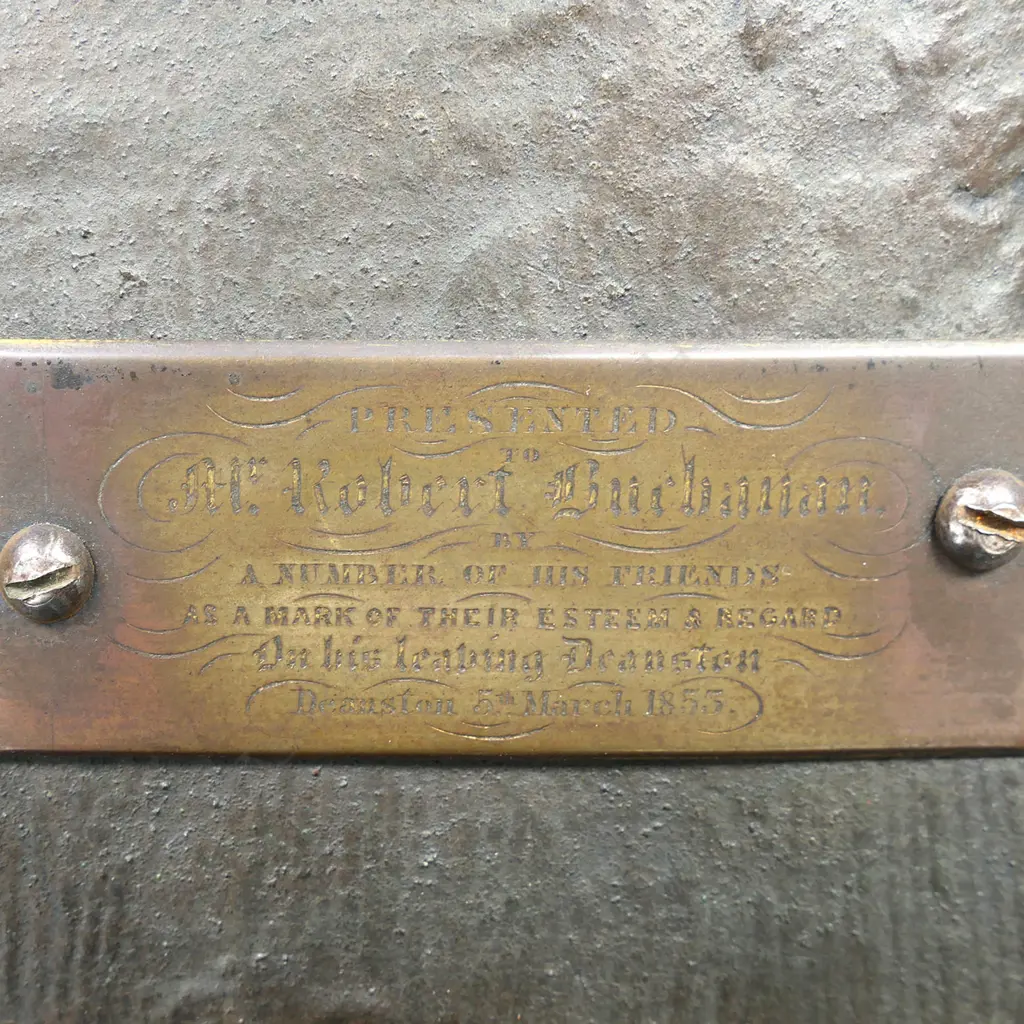 PRESENTED
TO
Mr. Robert Buchanan.
BY
A NUMBER OF HIS FRIENDS
AS A MARK OF THEIR ESTEEM & REGARD
On his leaving Deanston
Deanston 5th March 1853.